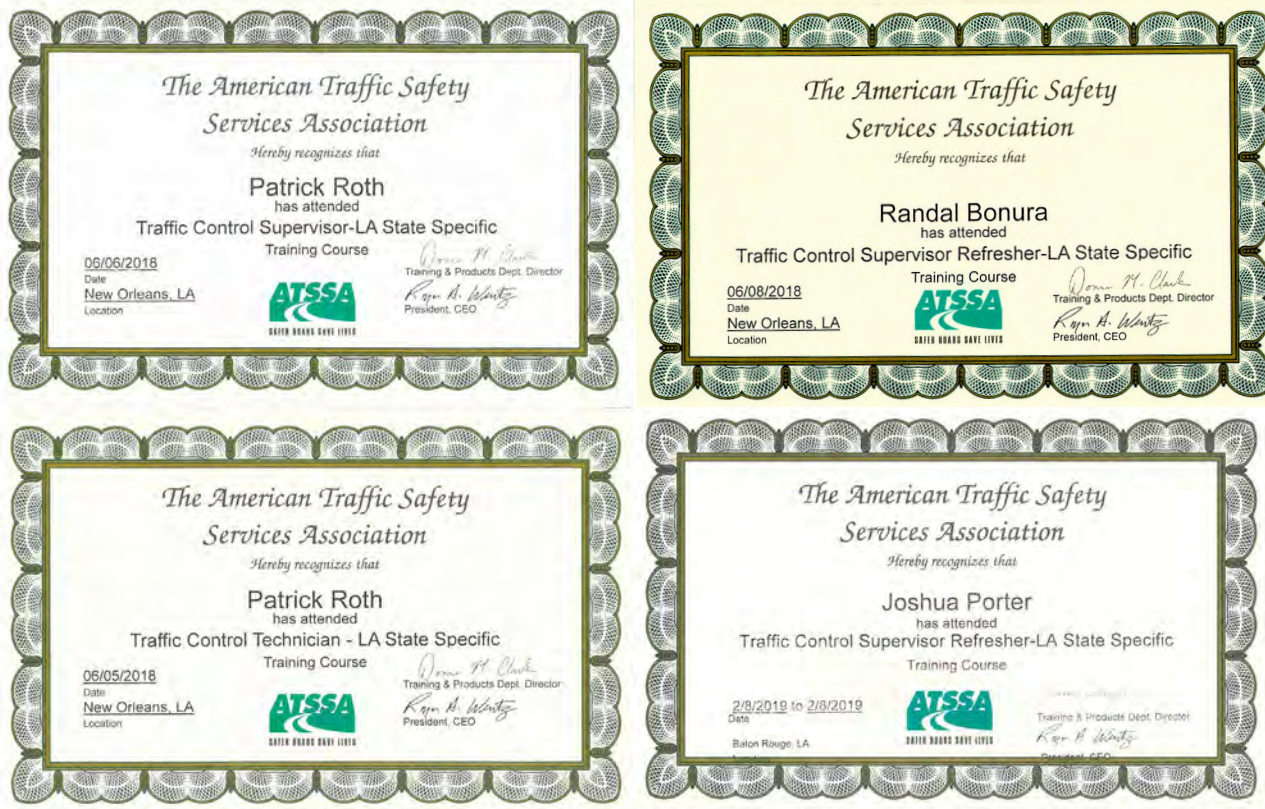 The American Traffic Safety
Services Association
Hereby recognizes that
Patrick Roth
has attended
Traffic Control Supervisor-LA State Specific
Training Course
06/06/2018
Date
New Orleans, LA
Location
ATSSA
SAFER ROADS SAVE LIVES
Training & Products Dept. Director
President, CEO
The American Traffic Safety
Services Association
Hereby recognizes that
Randal Bonura
has attended
Traffic Control Supervisor Refresher-LA State Specific
Training Course
06/08/2018
Date
New Orleans, LA
Location
ATSSA
SAFER ROADS SAVE LIVES
Donna M. Clark
Training & Products Dept. Director
Roger A. Wentz
President, CEO
The American Traffic Safety
Services Association
Hereby recognizes that
Patrick Roth
has attended
Traffic Control Technician - LA State Specific
Training Course
06/05/2018
Date
New Orleans, LA
Location
ATSSA
SAFER ROADS SAVE LIVES
Training & Products Dept. Director
President, CEO
The American Traffic Safety
Services Association
Hereby recognizes that
Joshua Porter
has attended
Traffic Control Supervisor Refresher-LA State Specific
Training Course
2/8/2019 to 2/8/2019
Date
Baton Rouge, LA
ATSSA
SAFER ROADS SAVE LIVES
Training & Products Dept. Director
President, CEO